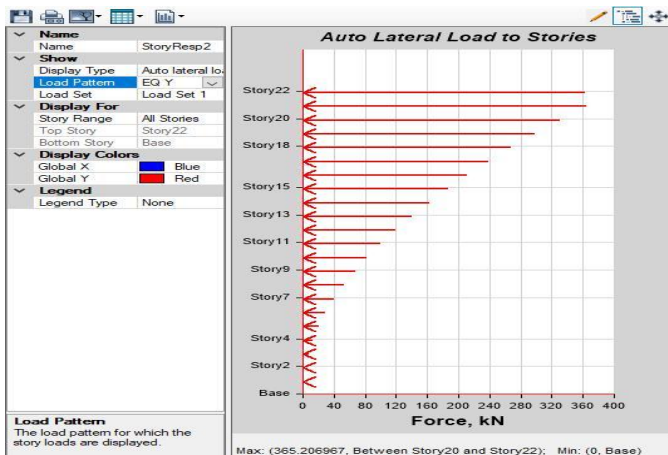 Name
Name StoryResp2
Show
Display Type Auto lateral lo
Load Pattern EQ Y
Load Set Load Set 1
Display For
Story Range All Stories
Top Story Story22
Bottom Story Base
Display Colors
Global X Blue
Global Y Red
Legend
Legend Type None
Load Pattern
The load pattern for which the
story loads are displayed.
Auto Lateral Load to Stories
Story22
Story20
Story18
Story15
Story13
Story11
Story9
Story7
Story4
Story2
Base
0 40 80 120 160 200 240 280 320 360 400
Force, kN
Max: (365.206967, Between Story20 and Story22); Min: (0, Base)